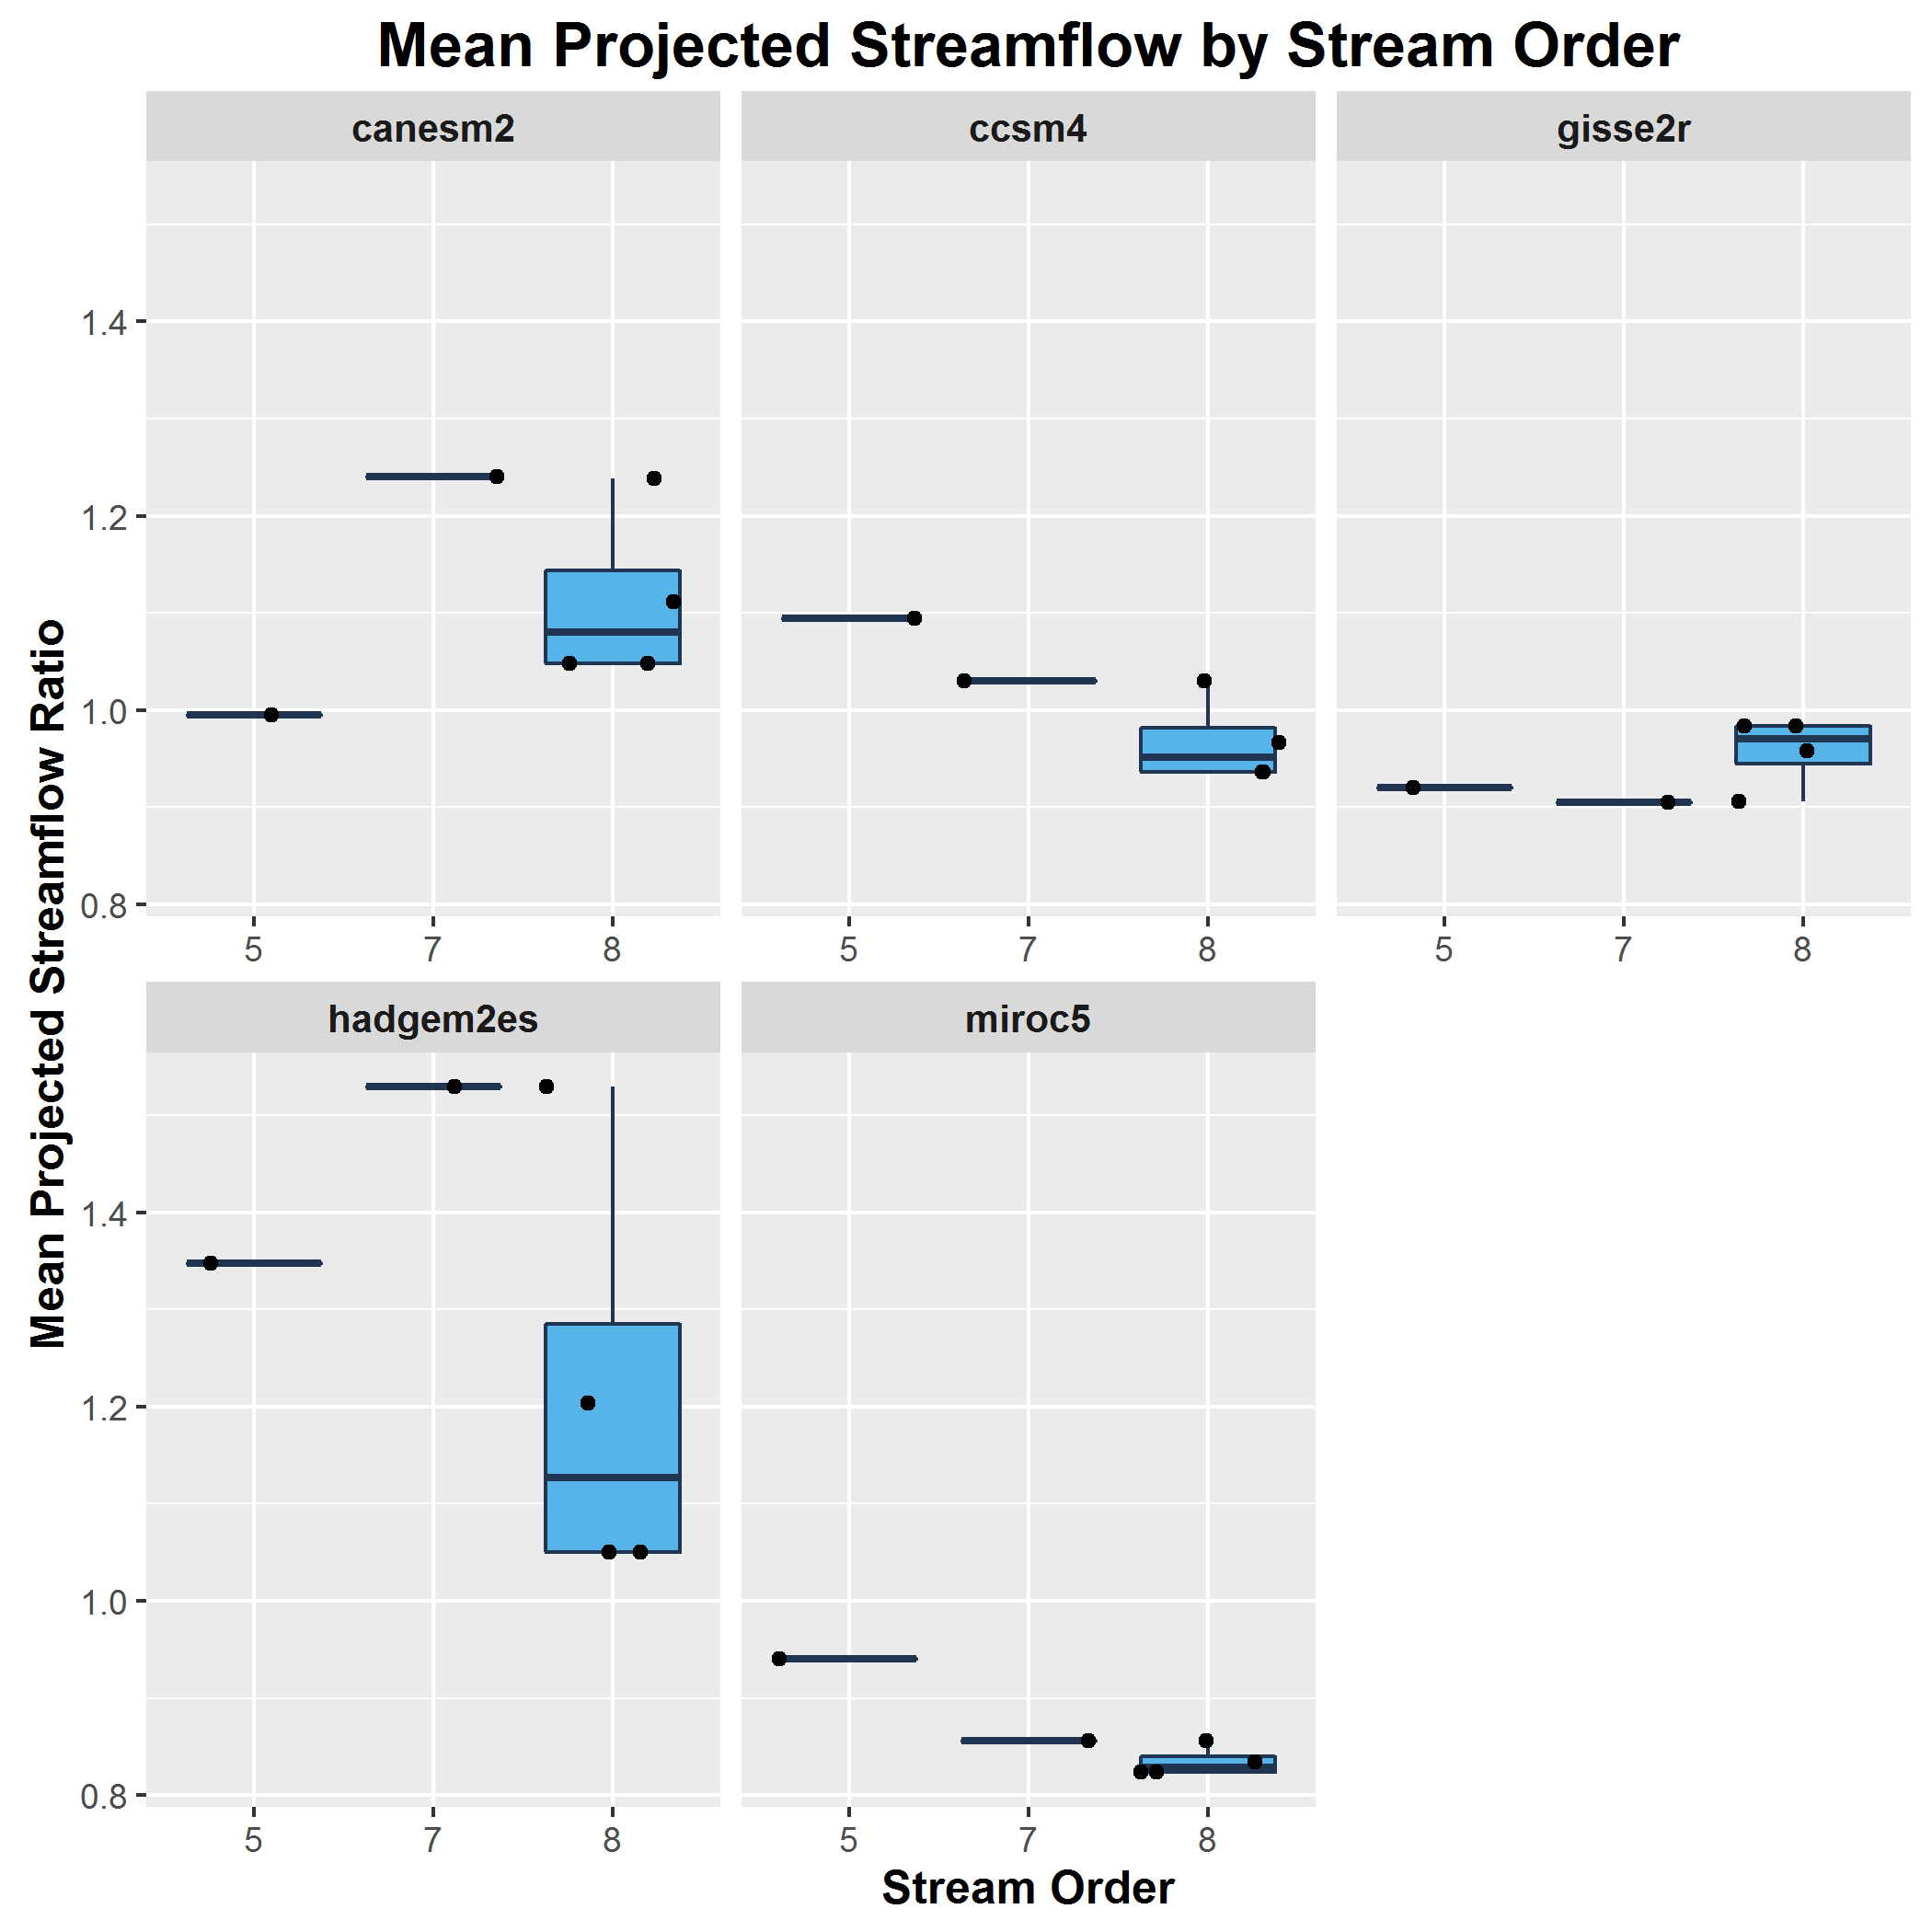 Mean Projected Streamflow by Stream Order
canesm2
ccsm4
gisse2r
1.4
1.2
1.0
0.8
5 7 8
5 7 8
5 7 8
Mean Projected Streamflow Ratio
hadgem2es
miroc5
1.4
1.2
1.0
0.8
5 7 8
5 7 8
Stream Order